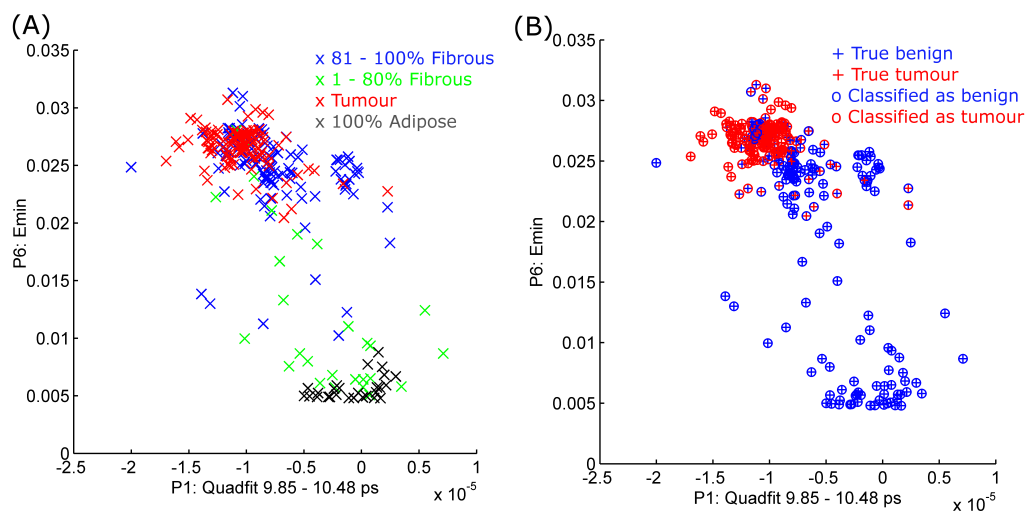 (A)
0.035
0.03
0.025
0.02
0.015
0.01
0.005
0
P6: Emin
x 81 - 100% Fibrous
x 1 - 80% Fibrous
x Tumour
x 100% Adipose
-2.5
-2
-1.5
-1
-0.5
0
0.5
1
P1: Quadfit 9.85 - 10.48 ps
x 10-5
(B)
0.035
0.03
0.025
0.02
0.015
0.01
0.005
0
P6: Emin
+ True benign
+ True tumour
o Classified as benign
o Classified as tumour
-2.5
-2
-1.5
-1
-0.5
0
0.5
1
P1: Quadfit 9.85 - 10.48 ps
x 10-5